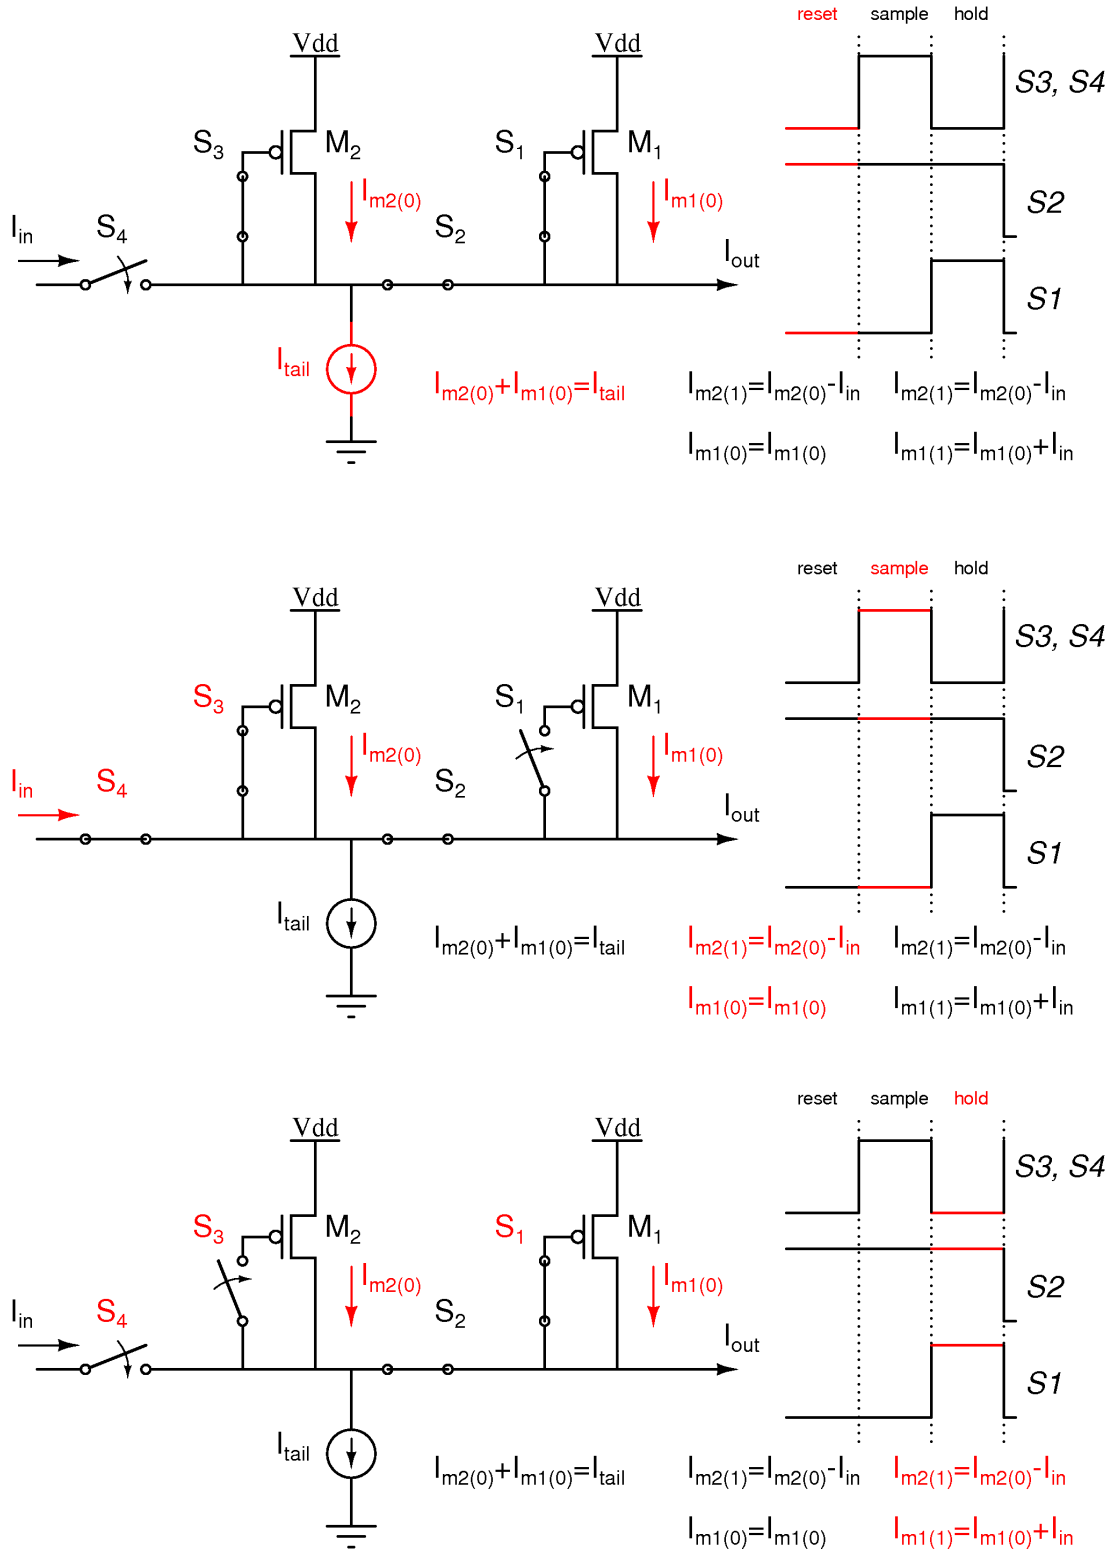 reset sample hold
Vdd Vdd
S3, S4
S3 M2 S1 M1
Im2(0) Im1(0)
S2
Iin S4 S2
Iout
S1
Itail Im2(0)+Im1(0)=Itail Im2(1)=Im2(0)-Iin Im2(1)=Im2(0)-Iin
Im1(0)=Im1(0) Im1(1)=Im1(0)+Iin
reset sample hold
Vdd Vdd
S3, S4
S3 M2 S1 M1
Im2(0) Im1(0)
S2
Iin S4 S2
Iout
S1
Itail Im2(0)+Im1(0)=Itail Im2(1)=Im2(0)-Iin Im2(1)=Im2(0)-Iin
Im1(0)=Im1(0) Im1(1)=Im1(0)+Iin
reset sample hold
Vdd Vdd
S3, S4
S3 M2 S1 M1
Im2(0) Im1(0)
S2
Iin S4 S2
Iout
S1
Itail Im2(0)+Im1(0)=Itail Im2(1)=Im2(0)-Iin Im2(1)=Im2(0)-Iin
Im1(0)=Im1(0) Im1(1)=Im1(0)+Iin